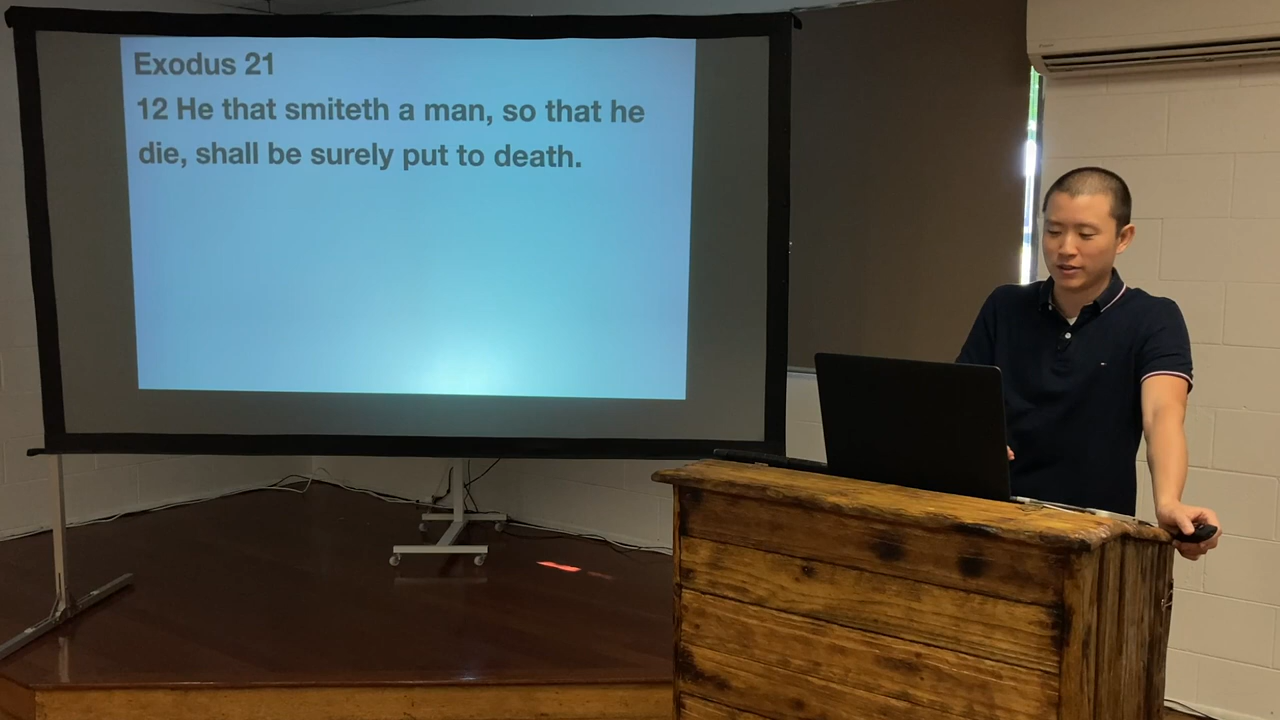 Exodus 21
12 He that smiteth a man, so that he
die, shall be surely put to death.